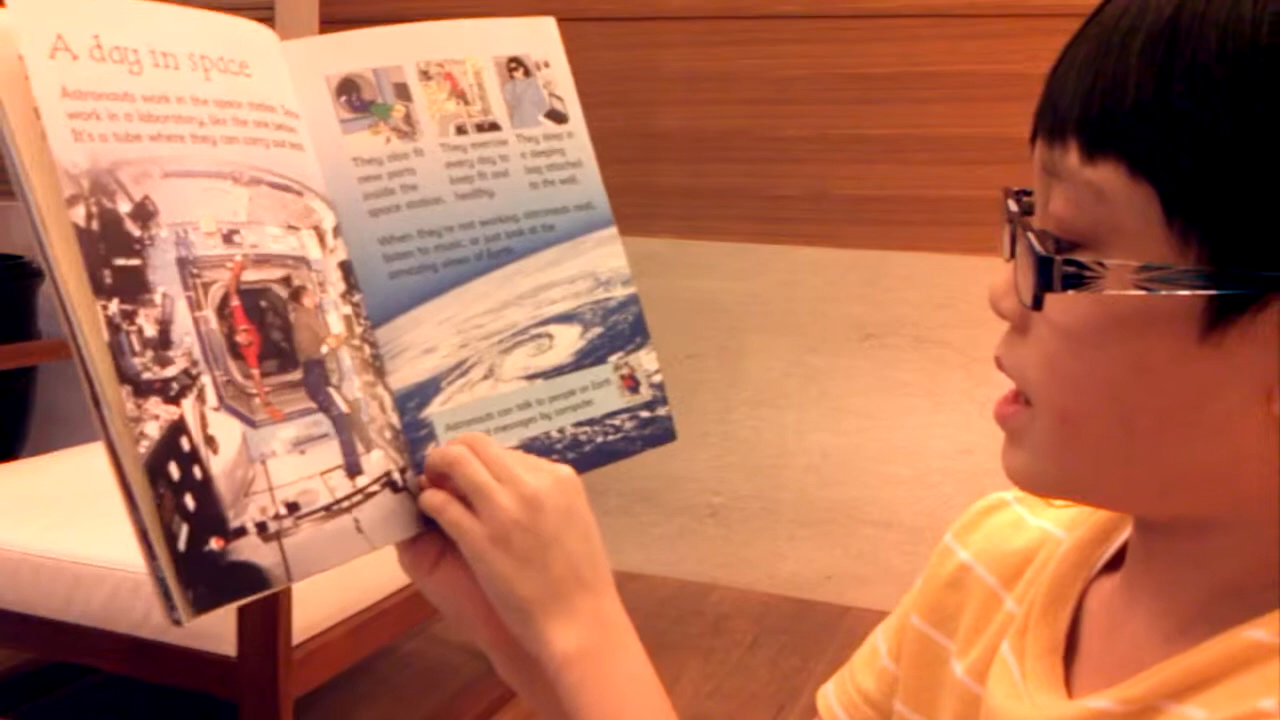 A day in space
Astronauts work in the space station. Some
work in a laboratory, like the one below.
It's a tube where they can carry out tests.
They also fit
new parts
inside the
space station.
They exercise
every day to
keep fit and
healthy.
They sleep in
a sleeping
bag attached
to the wall.
When they're not working, astronauts read,
listen to music, or just look at the
amazing views of Earth.
Astronauts can talk to people on Earth
messages by computer.